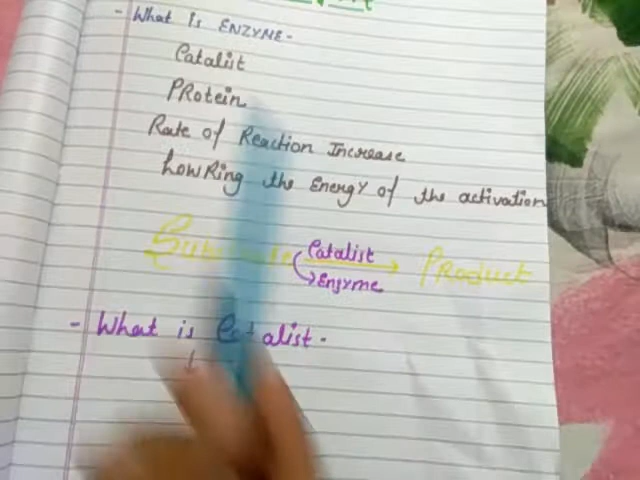 - What Is ENZYME-
Catalist
PRotein
Rate of Reaction Increase
LowRing the Energy of the activation
Catalist
Product
Enzyme
- What is Catalist.